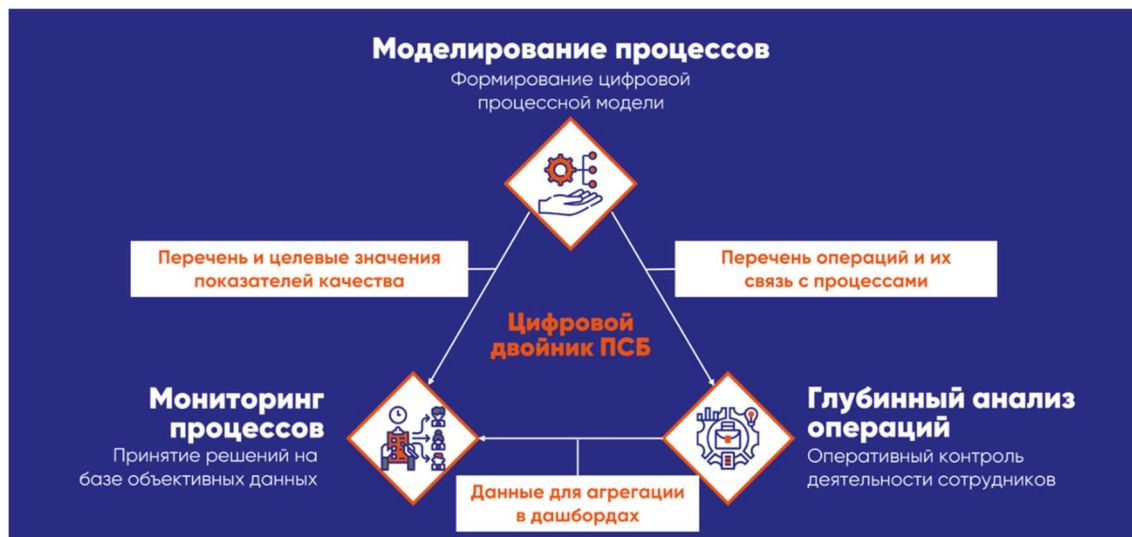 Моделирование процессов
Формирование цифровой
процессной модели
Перечень и целевые значения
показателей качества
Перечень операций и их
связь с процессами
Цифровой
двойник ПСБ
Мониторинг
процессов
Принятие решений на
базе объективных данных
Глубинный анализ
операций
Оперативный контроль
деятельности сотрудников
Данные для агрегации
в дашбордах